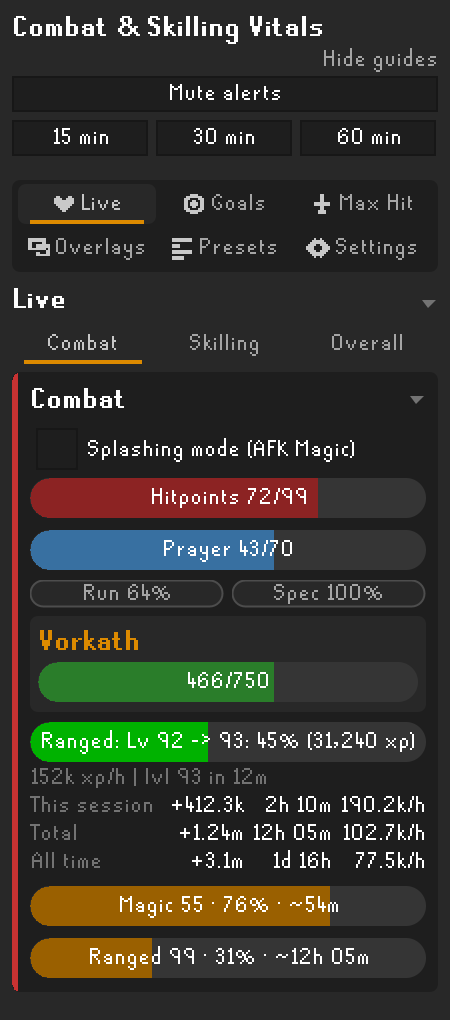 Combat & Skilling Vitals
Hide guides
Mute alerts
15 min 30 min 60 min
Live Goals Max Hit
Overlays Presets Settings
Live
Combat Skilling Overall
Combat
Splashing mode (AFK Magic)
Hitpoints 72/99
Prayer 43/70
Run 64% Spec 100%
Vorkath
466/750
Ranged: Lv 92 -> 93: 45% (31,240 xp)
152k xp/h | lvl 93 in 12m
This session +412.3k 2h 10m 190.2k/h
Total +1.24m 12h 05m 102.7k/h
All time +3.1m 1d 16h 77.5k/h
Magic 55 · 76% · ~54m
Ranged 99 · 31% · ~12h 05m